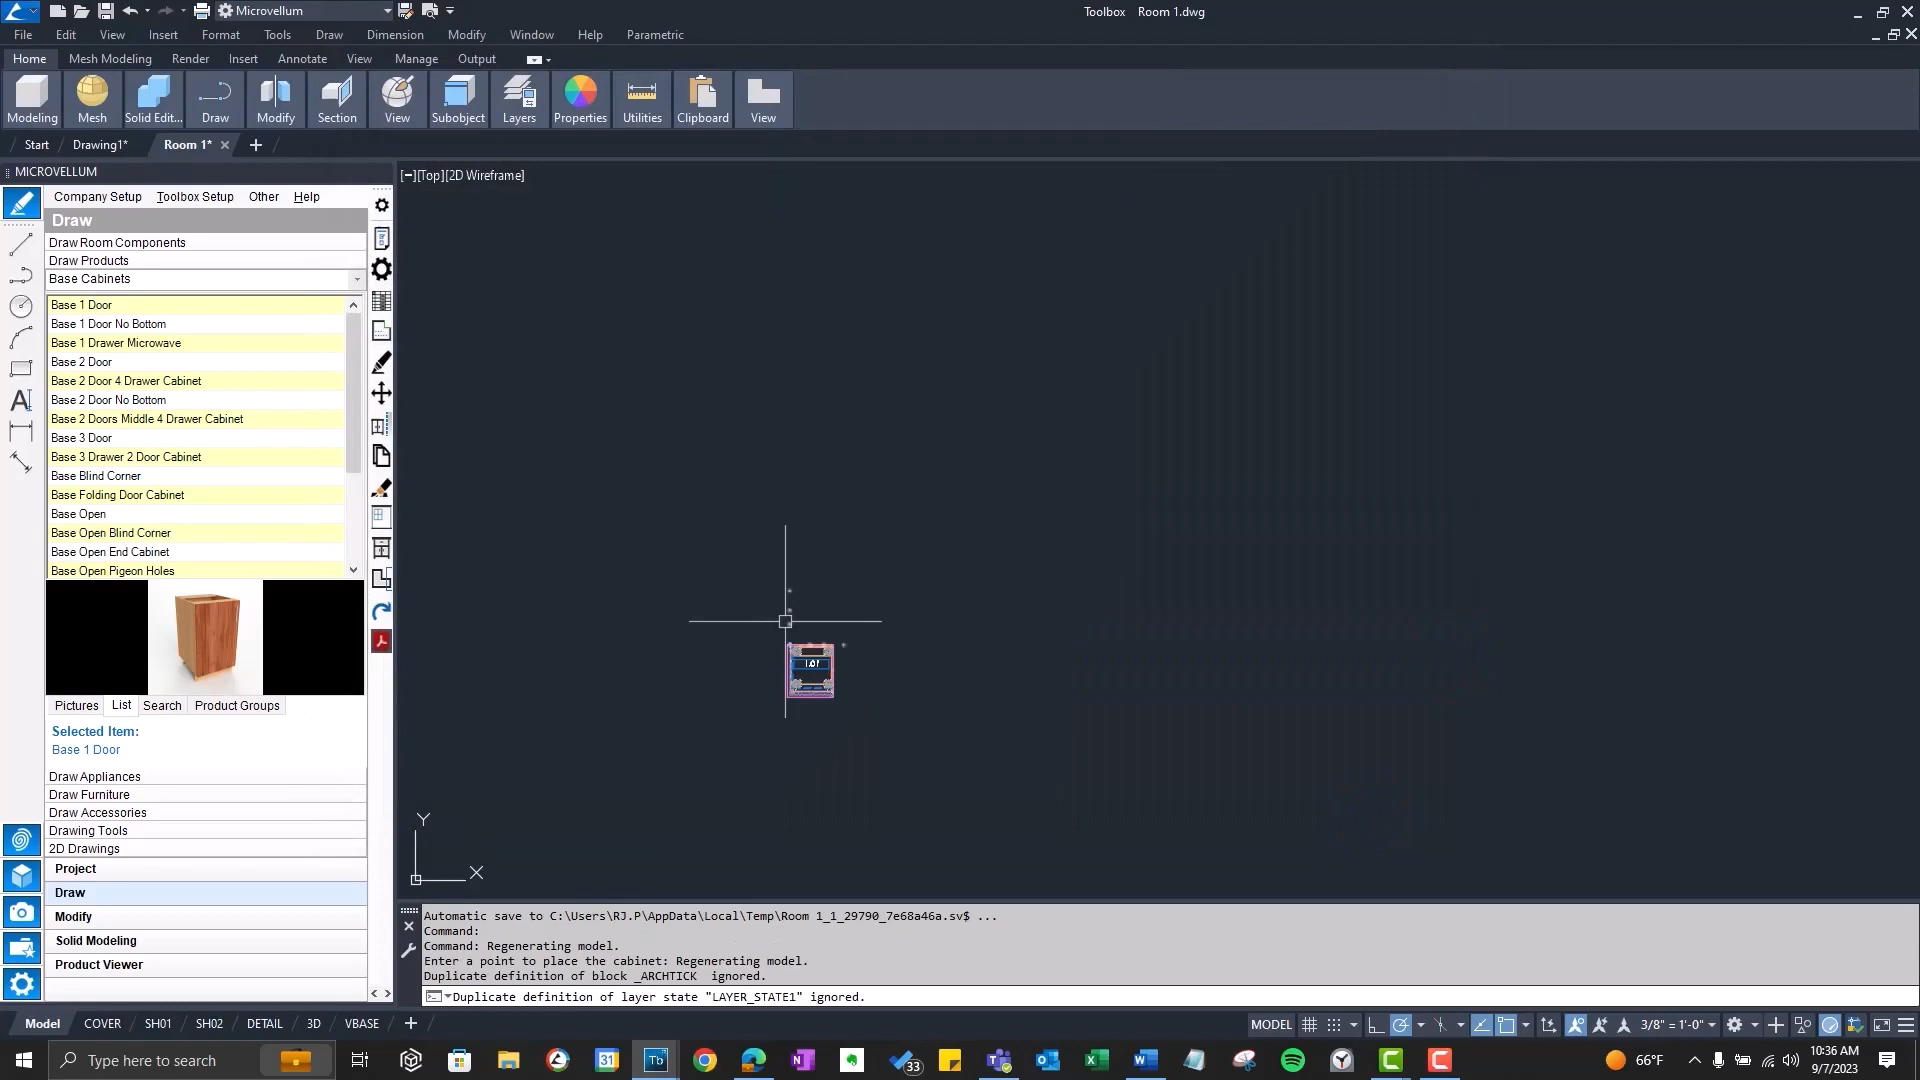 Microvellum
Toolbox Room 1.dwg
File Edit View Insert Format Tools Draw Dimension Modify Window Help Parametric
Home Mesh Modeling Render Insert Annotate View Manage Output
Modeling Mesh Solid Edit... Draw Modify Section View Subobject Layers Properties Utilities Clipboard View
Start Drawing1* Room 1*
MICROVELLUM
[−][Top][2D Wireframe]
Company Setup Toolbox Setup Other Help
Draw
Draw Room Components
Draw Products
Base Cabinets
Base 1 Door
Base 1 Door No Bottom
Base 1 Drawer Microwave
Base 2 Door
Base 2 Door 4 Drawer Cabinet
Base 2 Door No Bottom
Base 2 Doors Middle 4 Drawer Cabinet
Base 3 Door
Base 3 Drawer 2 Door Cabinet
Base Blind Corner
Base Folding Door Cabinet
Base Open
Base Open Blind Corner
Base Open End Cabinet
Base Open Pigeon Holes
1.01
Pictures List Search Product Groups
Selected Item:
Base 1 Door
Draw Appliances
Draw Furniture
Draw Accessories
Drawing Tools
2D Drawings
Project
Draw
Modify
Solid Modeling
Product Viewer
Y
X
Automatic save to C:\Users\RJ.P\AppData\Local\Temp\Room 1_1_29790_7e68a46a.sv$ ...
Command:
Command: Regenerating model.
Enter a point to place the cabinet: Regenerating model.
Duplicate definition of block _ARCHTICK ignored.
Duplicate definition of layer state "LAYER_STATE1" ignored.
Model COVER SH01 SH02 DETAIL 3D VBASE
MODEL 3/8" = 1'-0"
Type here to search
31
Tb
33
66°F
10:36 AM
9/7/2023